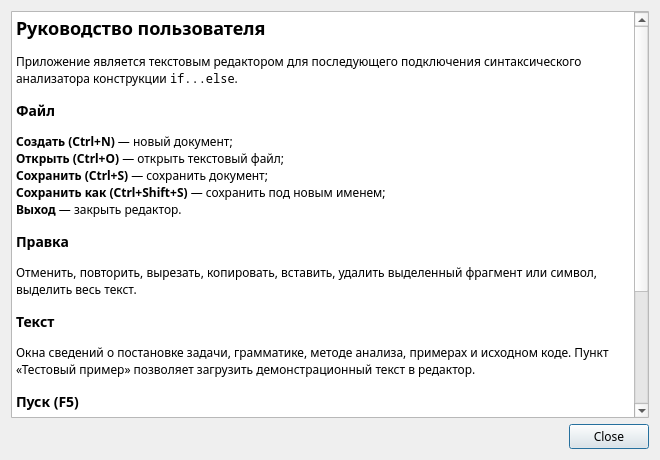 Руководство пользователя
Приложение является текстовым редактором для последующего подключения синтаксического
анализатора конструкции if...else.
Файл
Создать (Ctrl+N) — новый документ;
Открыть (Ctrl+O) — открыть текстовый файл;
Сохранить (Ctrl+S) — сохранить документ;
Сохранить как (Ctrl+Shift+S) — сохранить под новым именем;
Выход — закрыть редактор.
Правка
Отменить, повторить, вырезать, копировать, вставить, удалить выделенный фрагмент или символ,
выделить весь текст.
Текст
Окна сведений о постановке задачи, грамматике, методе анализа, примерах и исходном коде. Пункт
«Тестовый пример» позволяет загрузить демонстрационный текст в редактор.
Пуск (F5)
Close